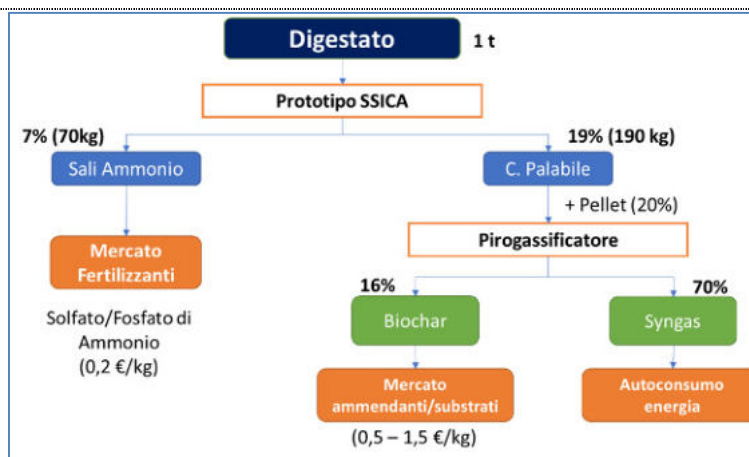 Digestato
1 t
Prototipo SSICA
7% (70kg)
19% (190 kg)
Sali Ammonio
C. Palabile
+ Pellet (20%)
Mercato
Fertilizzanti
Pirogassificatore
16%
70%
Solfato/Fosfato di
Ammonio
(0,2 €/kg)
Biochar
Syngas
Mercato
ammendanti/substrati
Autoconsumo
energia
(0,5 – 1,5 €/kg)